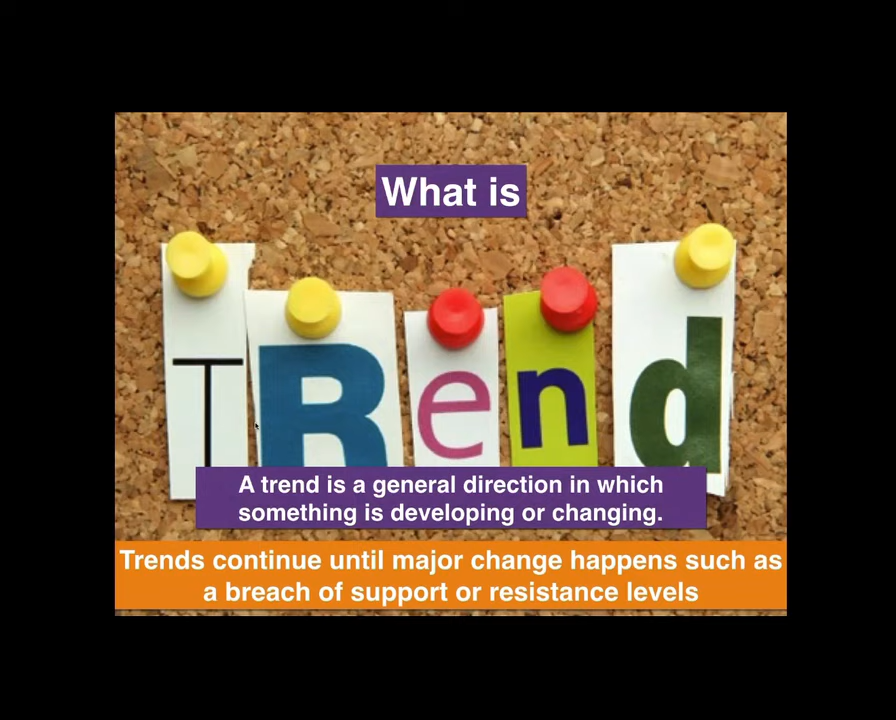 What is
TRend
A trend is a general direction in which
something is developing or changing.
Trends continue until major change happens such as
a breach of support or resistance levels